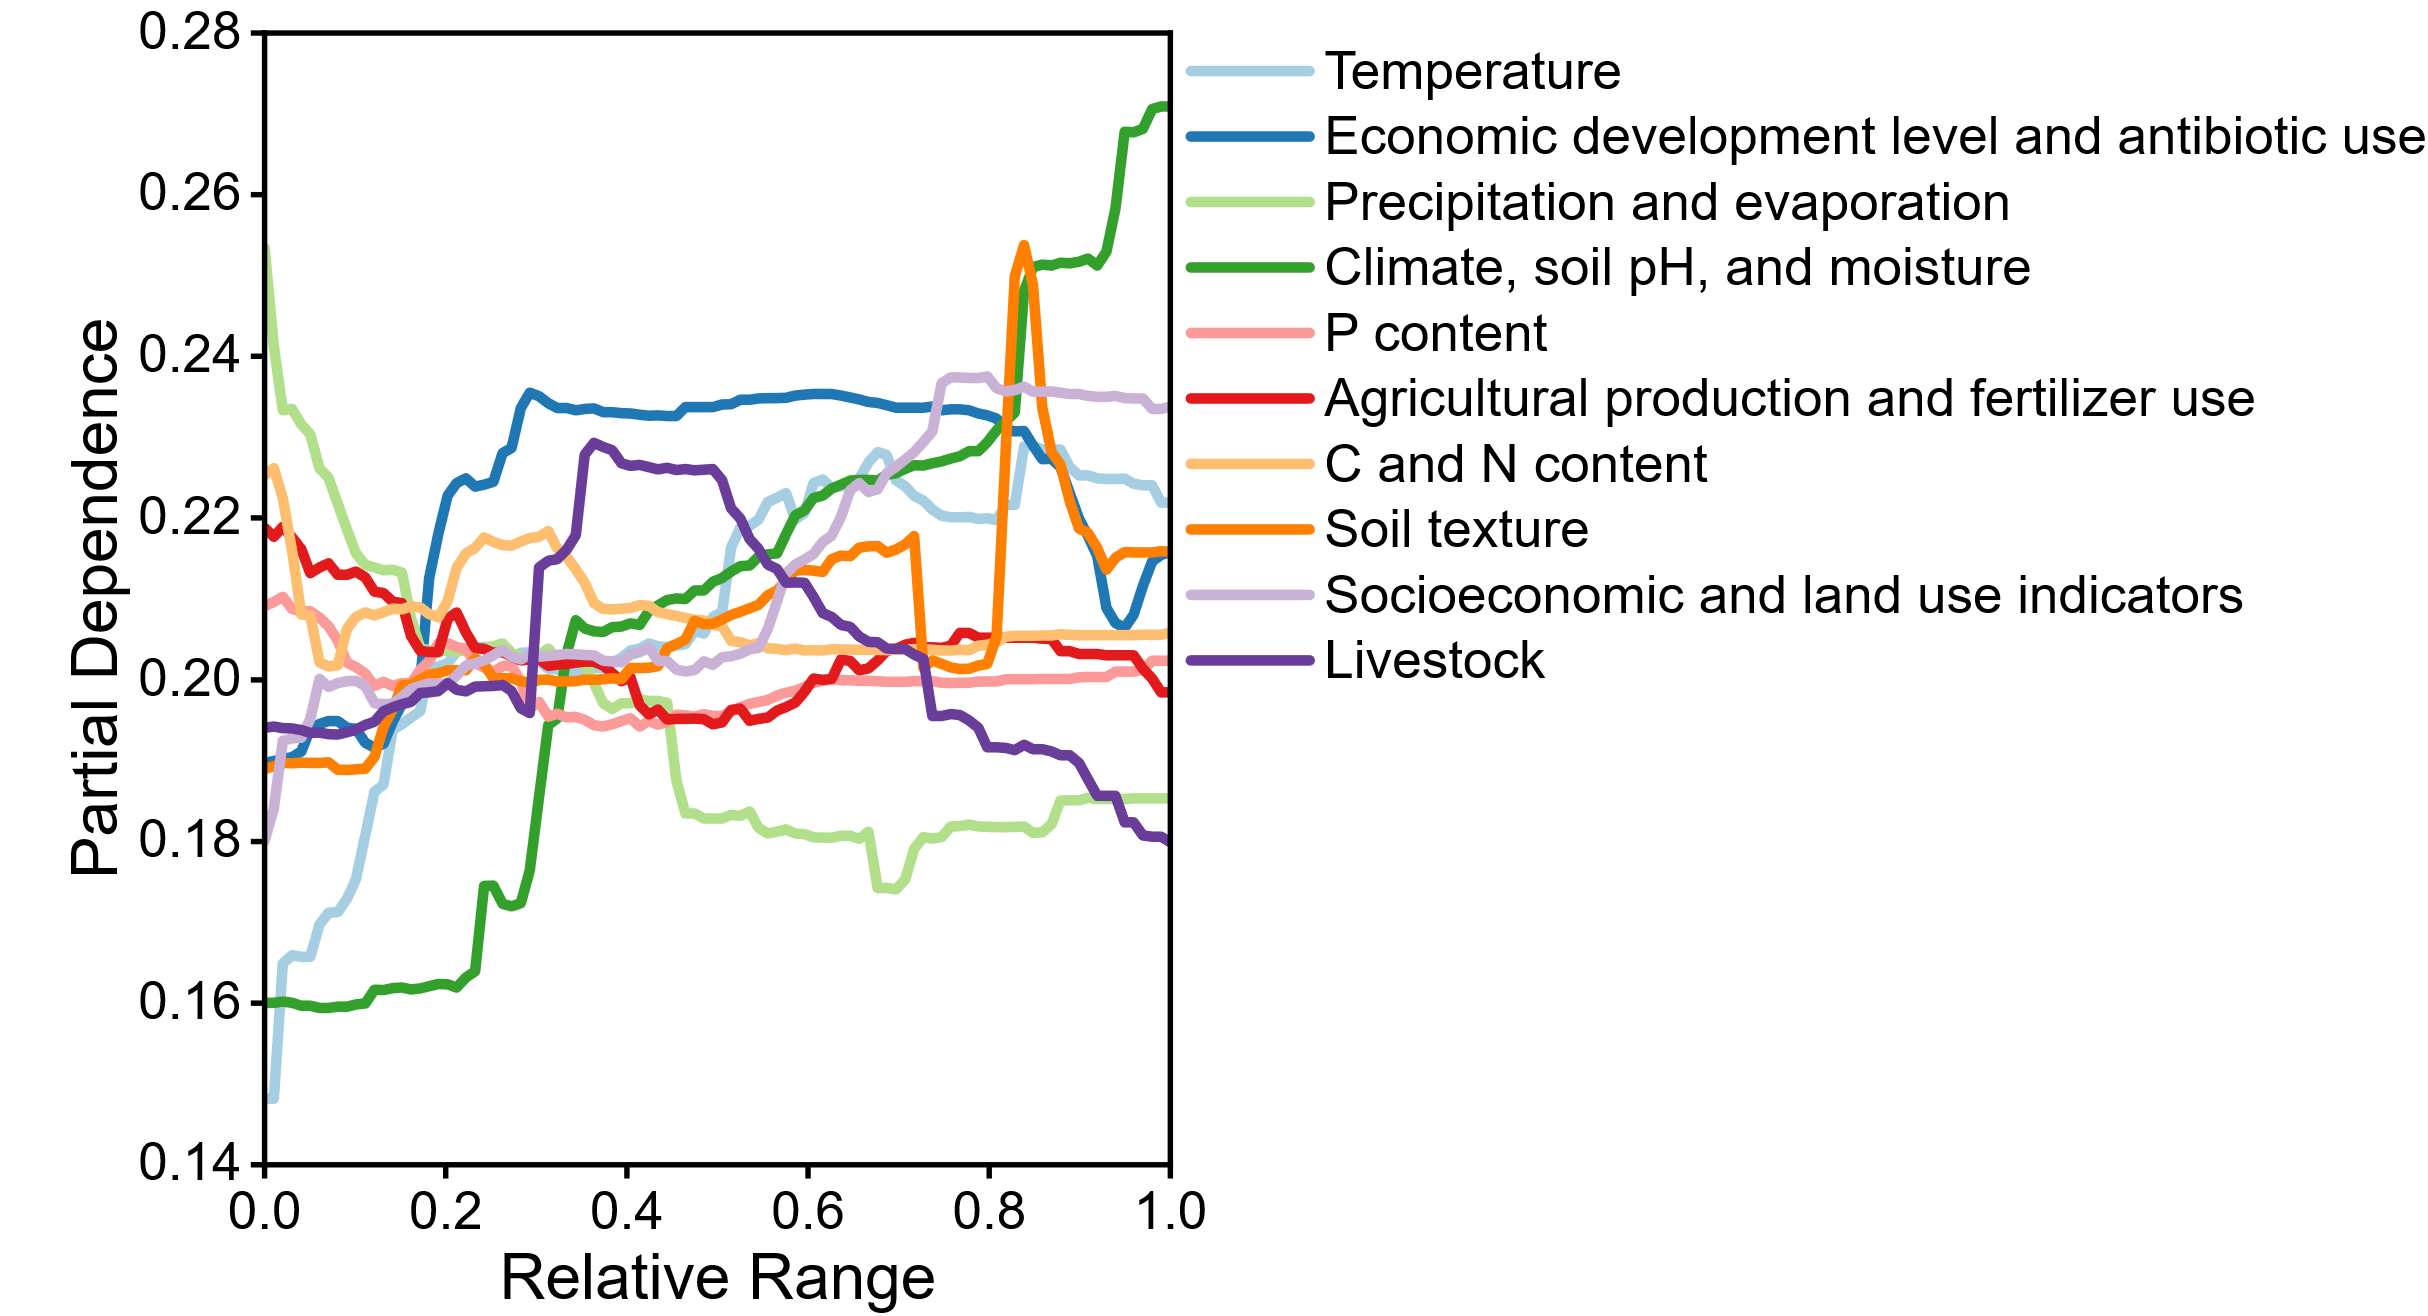 0.28
0.26
0.24
0.22
0.20
0.18
0.16
0.14
Partial Dependence
0.0 0.2 0.4 0.6 0.8 1.0
Relative Range
Temperature
Economic development level and antibiotic use
Precipitation and evaporation
Climate, soil pH, and moisture
P content
Agricultural production and fertilizer use
C and N content
Soil texture
Socioeconomic and land use indicators
Livestock